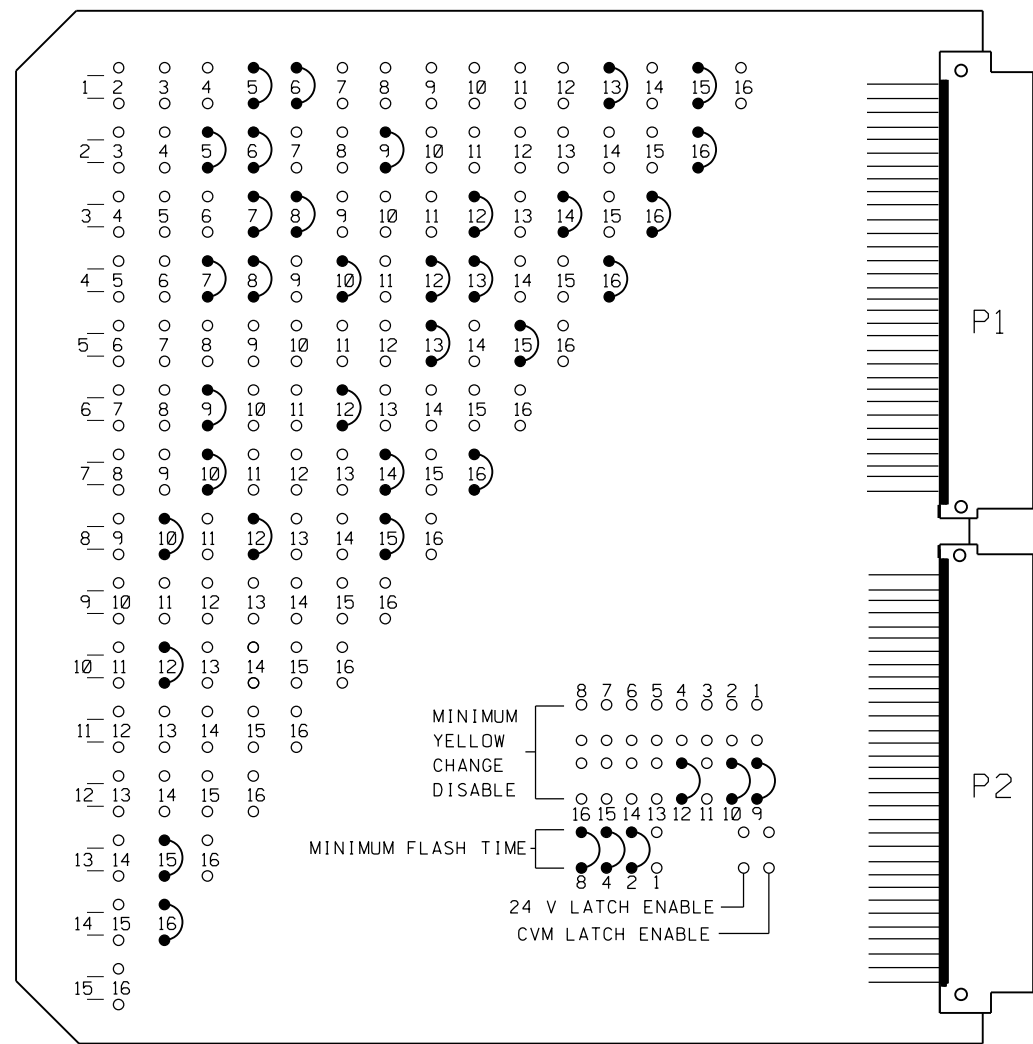 1 2 3 4 5 6 7 8 9 10 11 12 13 14 15 16
2 3 4 5 6 7 8 9 10 11 12 13 14 15 16
3 4 5 6 7 8 9 10 11 12 13 14 15 16
4 5 6 7 8 9 10 11 12 13 14 15 16
5 6 7 8 9 10 11 12 13 14 15 16
6 7 8 9 10 11 12 13 14 15 16
7 8 9 10 11 12 13 14 15 16
8 9 10 11 12 13 14 15 16
9 10 11 12 13 14 15 16
10 11 12 13 14 15 16
11 12 13 14 15 16
12 13 14 15 16
13 14 15 16
14 15 16
15 16
P1
P2
8 7 6 5 4 3 2 1
MINIMUM
YELLOW
CHANGE
DISABLE
16 15 14 13 12 11 10 9
MINIMUM FLASH TIME
8 4 2 1
24 V LATCH ENABLE
CVM LATCH ENABLE